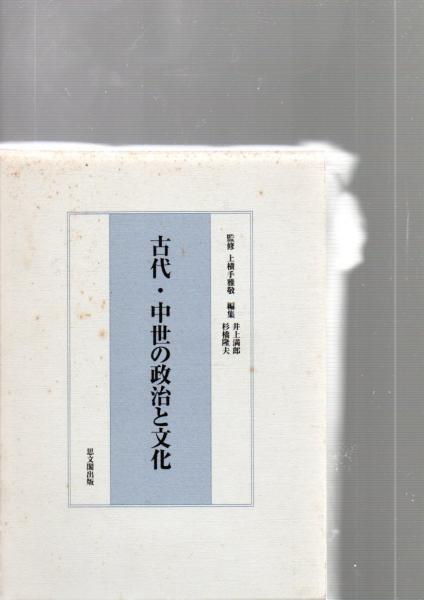 監修 上横手雅敬 編集 井上満郎
杉橋隆夫
古代・中世の政治と文化
思文閣出版